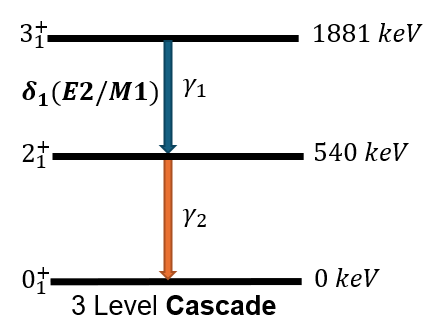 3₁⁺ 1881 keV
δ₁(E2/M1) γ₁
2₁⁺ 540 keV
γ₂
0₁⁺ 0 keV
3 Level Cascade